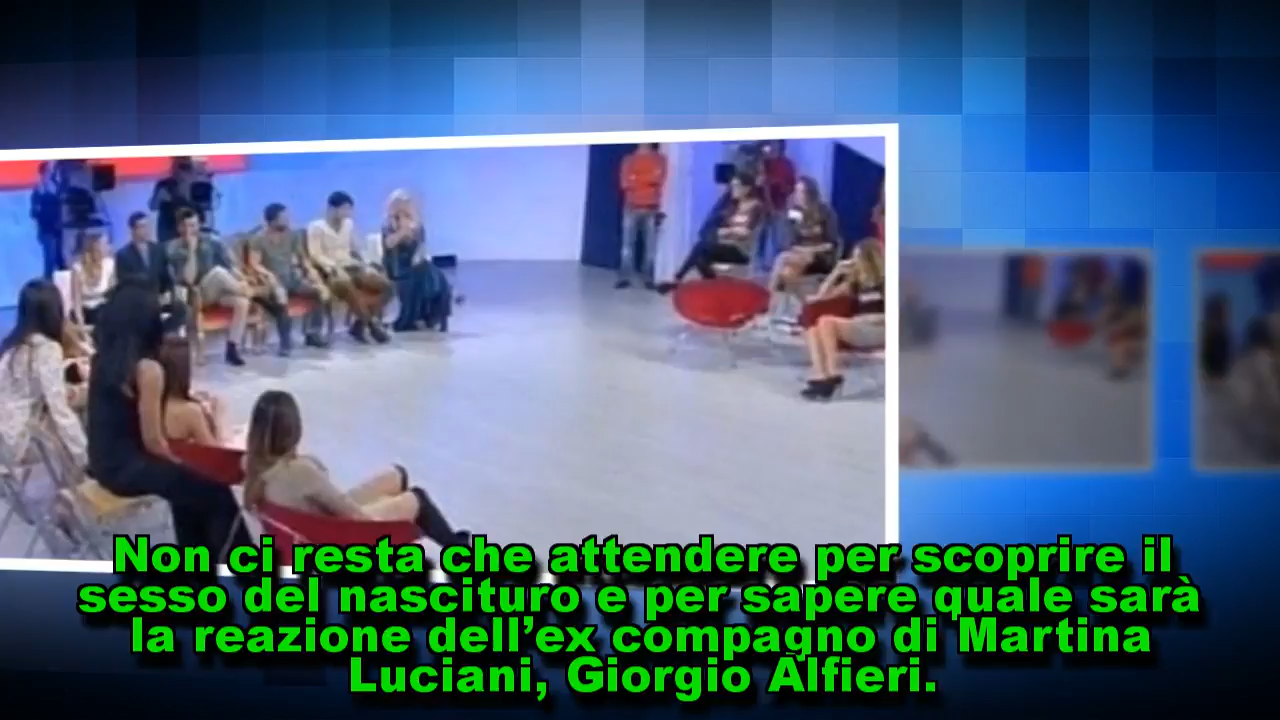 Non ci resta che attendere per scoprire il
sesso del nascituro e per sapere quale sarà
la reazione dell’ex compagno di Martina
Luciani, Giorgio Alfieri.